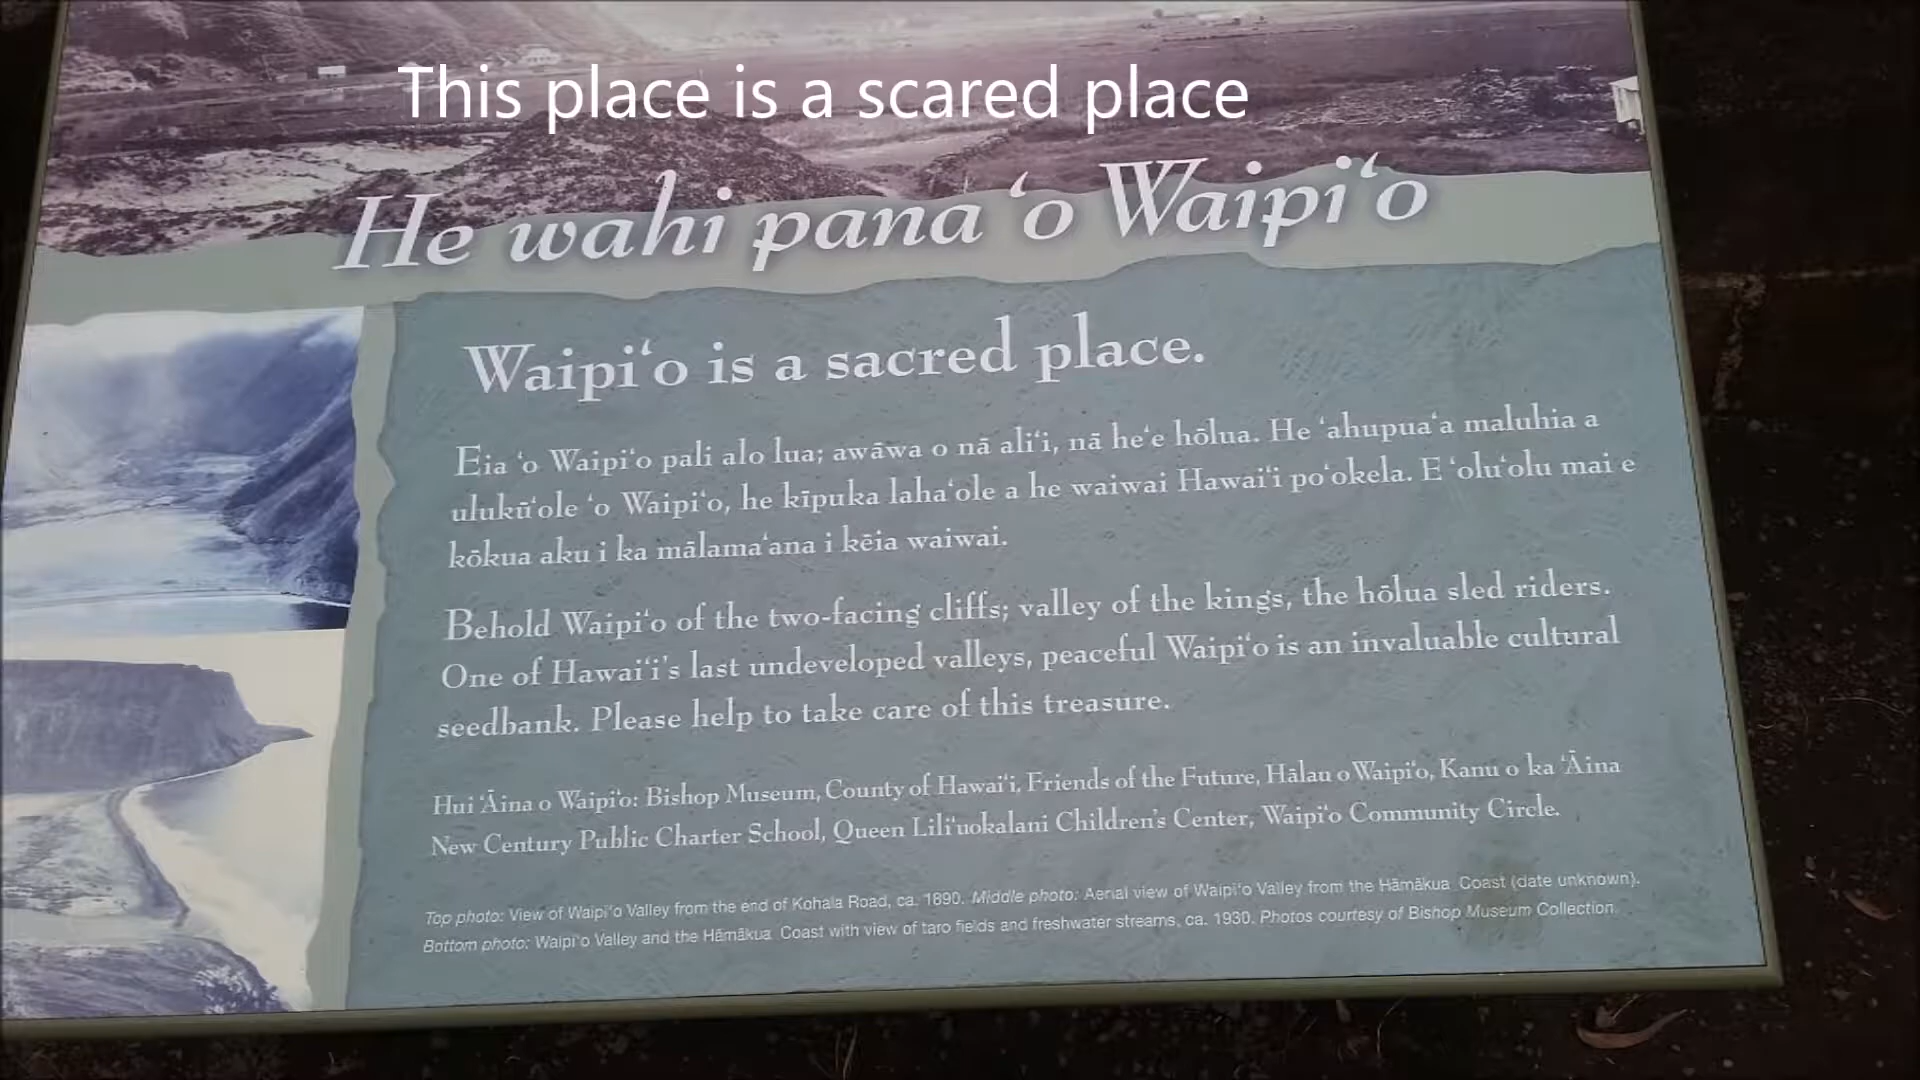 This place is a scared place
He wahi pana ʻo Waipiʻo
Waipiʻo is a sacred place.
Eia ʻo Waipiʻo pali alo lua; awāwa o nā aliʻi, nā heʻe hōlua. He ʻahupuaʻa maluhia a
ulukūʻole ʻo Waipiʻo, he kīpuka lahaʻole a he waiwai Hawaiʻi poʻokela. E ʻoluʻolu mai e
kōkua aku i ka mālamaʻana i kēia waiwai.
Behold Waipiʻo of the two-facing cliffs; valley of the kings, the hōlua sled riders.
One of Hawaiʻi's last undeveloped valleys, peaceful Waipiʻo is an invaluable cultural
seedbank. Please help to take care of this treasure.
Hui ʻĀina o Waipiʻo: Bishop Museum, County of Hawaiʻi, Friends of the Future, Hālau o Waipiʻo, Kanu o ka ʻĀina
New Century Public Charter School, Queen Liliʻuokalani Children's Center, Waipiʻo Community Circle.
Top photo: View of Waipiʻo Valley from the end of Kohala Road, ca. 1890. Middle photo: Aerial view of Waipiʻo Valley from the Hāmākua Coast (date unknown).
Bottom photo: Waipiʻo Valley and the Hāmākua Coast with view of taro fields and freshwater streams, ca. 1930. Photos courtesy of Bishop Museum Collection.